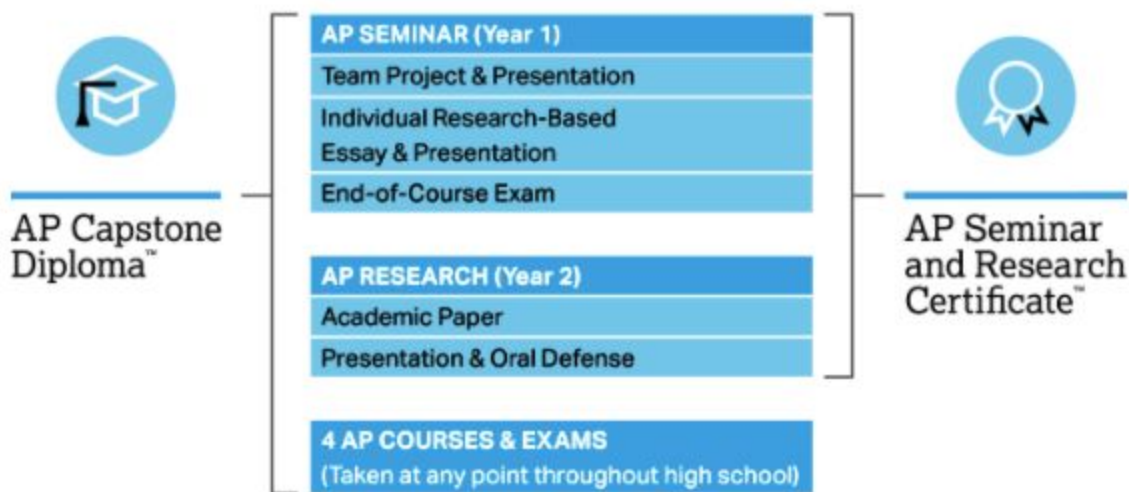 AP Capstone
Diploma™
AP SEMINAR (Year 1)
Team Project & Presentation
Individual Research-Based
Essay & Presentation
End-of-Course Exam
AP RESEARCH (Year 2)
Academic Paper
Presentation & Oral Defense
4 AP COURSES & EXAMS
(Taken at any point throughout high school)
AP Seminar
and Research
Certificate™